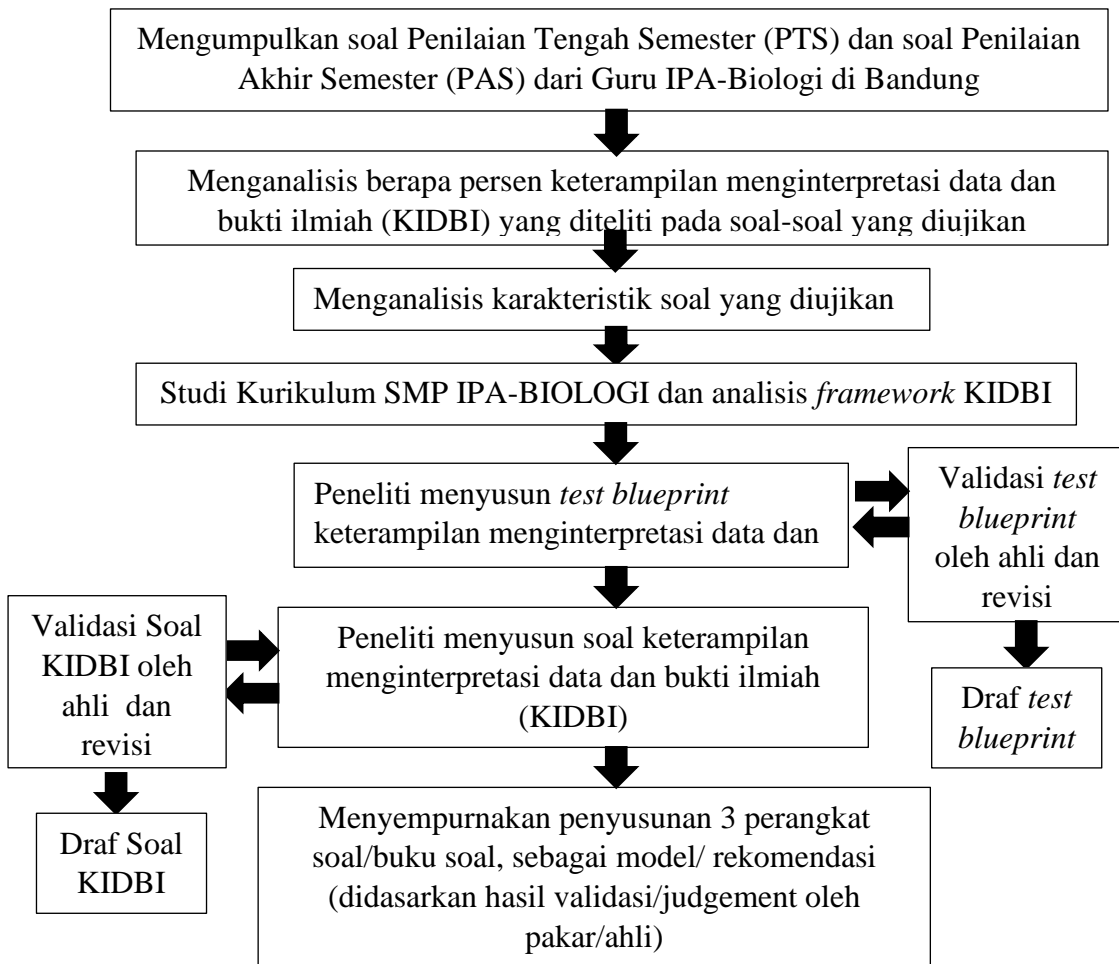 Mengumpulkan soal Penilaian Tengah Semester (PTS) dan soal Penilaian
Akhir Semester (PAS) dari Guru IPA-Biologi di Bandung
Menganalisis berapa persen keterampilan menginterpretasi data dan
bukti ilmiah (KIDBI) yang diteliti pada soal-soal yang diujikan
Menganalisis karakteristik soal yang diujikan
Studi Kurikulum SMP IPA-BIOLOGI dan analisis framework KIDBI
Peneliti menyusun test blueprint
keterampilan menginterpretasi data dan
Validasi test
blueprint
oleh ahli dan
revisi
Draf test
blueprint
Peneliti menyusun soal keterampilan
menginterpretasi data dan bukti ilmiah
(KIDBI)
Validasi Soal
KIDBI oleh
ahli dan
revisi
Draf Soal
KIDBI
Menyempurnakan penyusunan 3 perangkat
soal/buku soal, sebagai model/ rekomendasi
(didasarkan hasil validasi/judgement oleh
pakar/ahli)